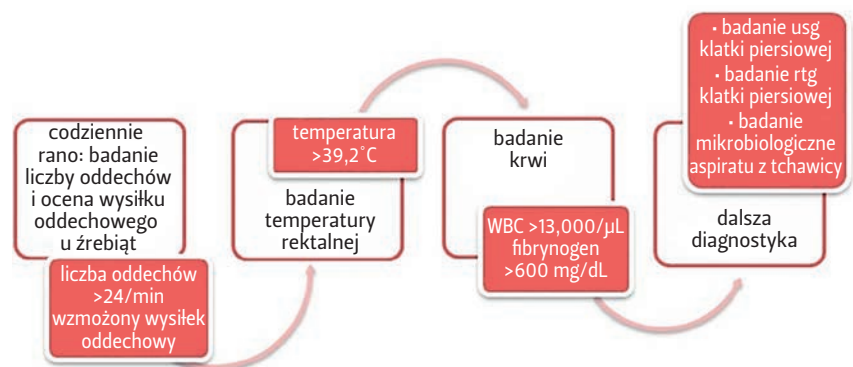 codziennie
rano: badanie
liczby oddechów
i ocena wysiłku
oddechowego
u źrebiąt
liczba oddechów
>24/min
wzmożony wysiłek
oddechowy
temperatura
>39,2˚C
badanie
temperatury
rektalnej
badanie
krwi
WBC >13,000/µL
fibrynogen
>600 mg/dL
• badanie usg
klatki piersiowej
• badanie rtg
klatki piersiowej
• badanie
mikrobiologiczne
aspiratu z tchawicy
dalsza
diagnostyka